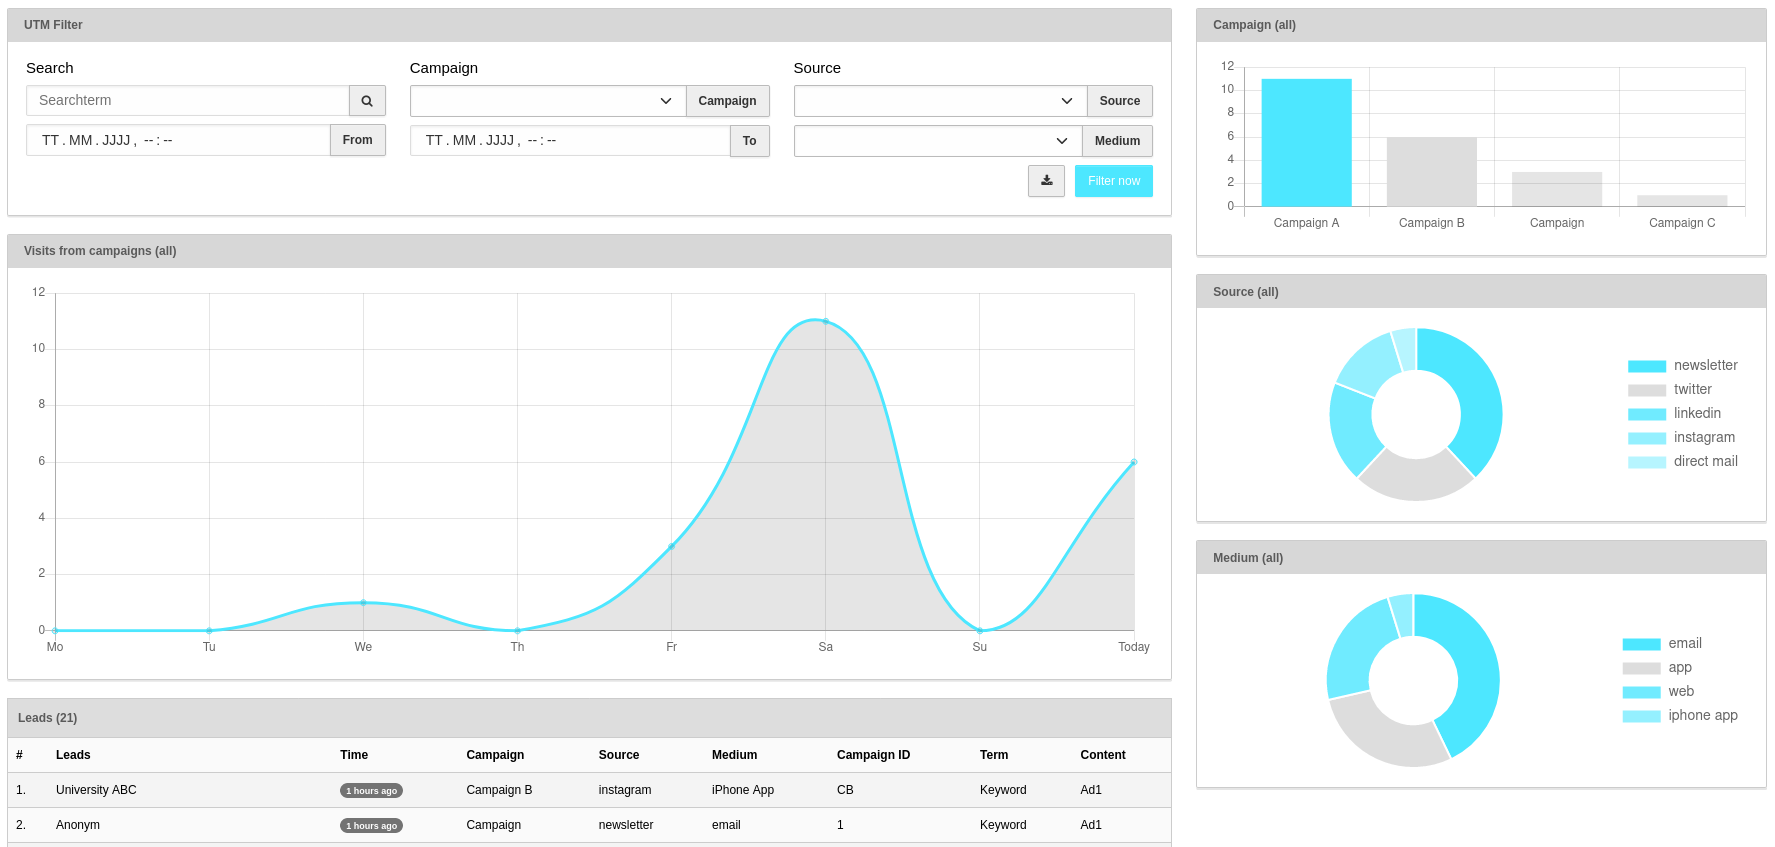 UTM Filter
Search
Campaign
Source
Searchterm
Campaign
Source
TT . MM . JJJJ , -- : --
From
TT . MM . JJJJ , -- : --
To
Medium
Filter now
Visits from campaigns (all)
12
10
8
6
4
2
0
Mo Tu We Th Fr Sa Su Today
Leads (21)
# Leads Time Campaign Source Medium Campaign ID Term Content
1. University ABC 1 hours ago Campaign B instagram iPhone App CB Keyword Ad1
2. Anonym 1 hours ago Campaign newsletter email 1 Keyword Ad1
Campaign (all)
12
10
8
6
4
2
0
Campaign A Campaign B Campaign Campaign C
Source (all)
newsletter
twitter
linkedin
instagram
direct mail
Medium (all)
email
app
web
iphone app